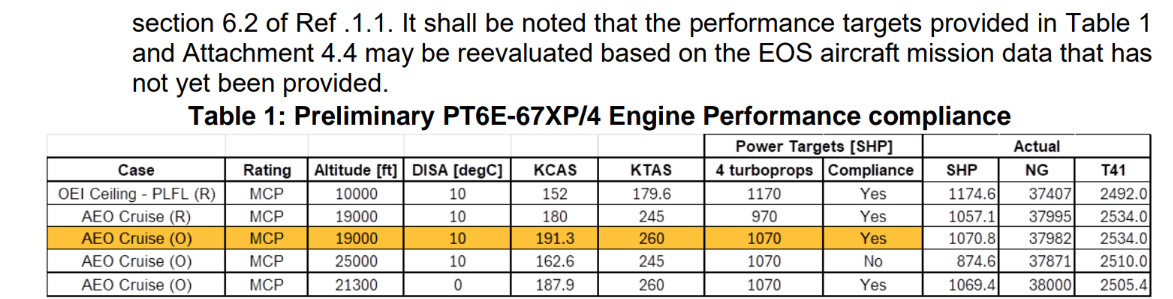 section 6.2 of Ref .1.1. It shall be noted that the performance targets provided in Table 1
and Attachment 4.4 may be reevaluated based on the EOS aircraft mission data that has
not yet been provided.
Table 1: Preliminary PT6E-67XP/4 Engine Performance compliance
Power Targets [SHP] Actual
Case Rating Altitude [ft] DISA [degC] KCAS KTAS 4 turboprops Compliance SHP NG T41
OEI Ceiling - PLFL (R) MCP 10000 10 152 179.6 1170 Yes 1174.6 37407 2492.0
AEO Cruise (R) MCP 19000 10 180 245 970 Yes 1057.1 37995 2534.0
AEO Cruise (O) MCP 19000 10 191.3 260 1070 Yes 1070.8 37982 2534.0
AEO Cruise (O) MCP 25000 10 162.6 245 1070 No 874.6 37871 2510.0
AEO Cruise (O) MCP 21300 0 187.9 260 1070 Yes 1069.4 38000 2505.4